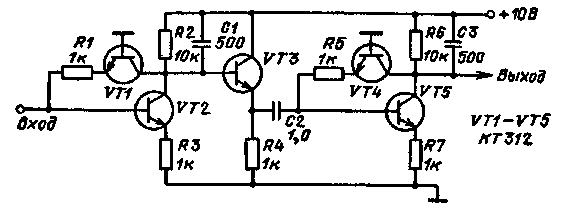 +10В
R1
1к
VT1
R2
10к
C1
500
VT3
VT2
Вход
R3
1к
R4
1к
C2
1,0
R5
1к
VT4
R6
10к
C3
500
Выход
VT5
R7
1к
VT1-VT5
КТ312